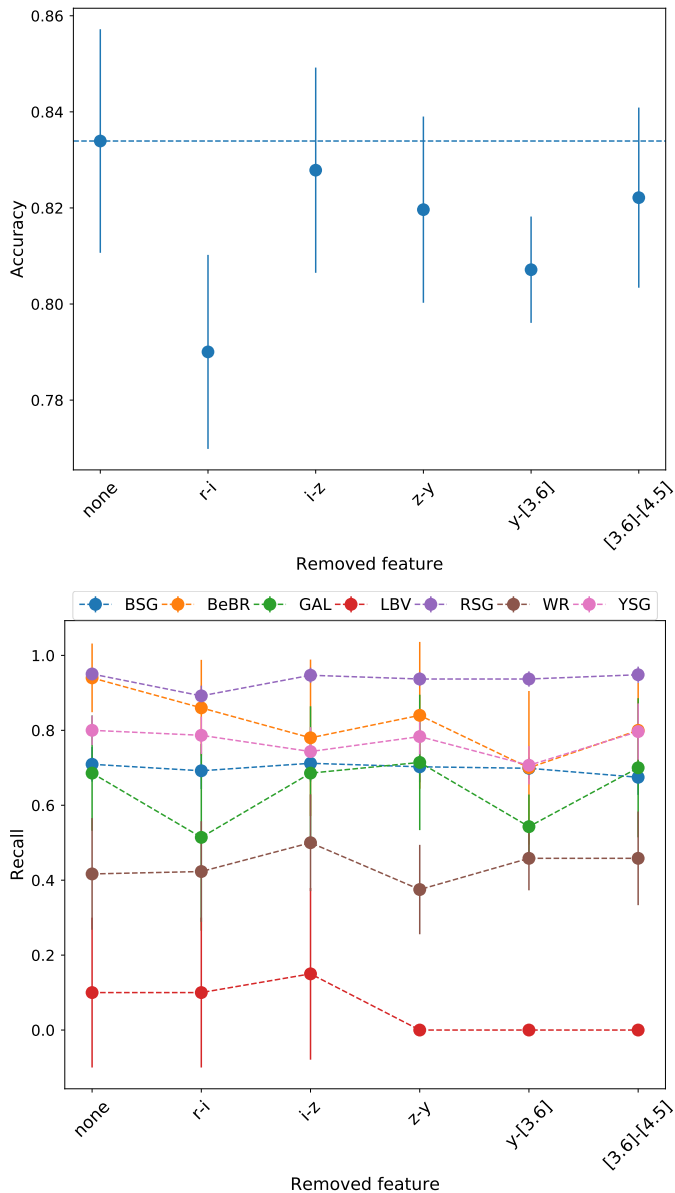 0.86
0.84
0.82
0.80
0.78
Accuracy
none
r-i
i-z
z-y
y-[3.6]
[3.6]-[4.5]
Removed feature
BSG BeBR GAL LBV RSG WR YSG
1.0
0.8
0.6
0.4
0.2
0.0
Recall
none
r-i
i-z
z-y
y-[3.6]
[3.6]-[4.5]
Removed feature